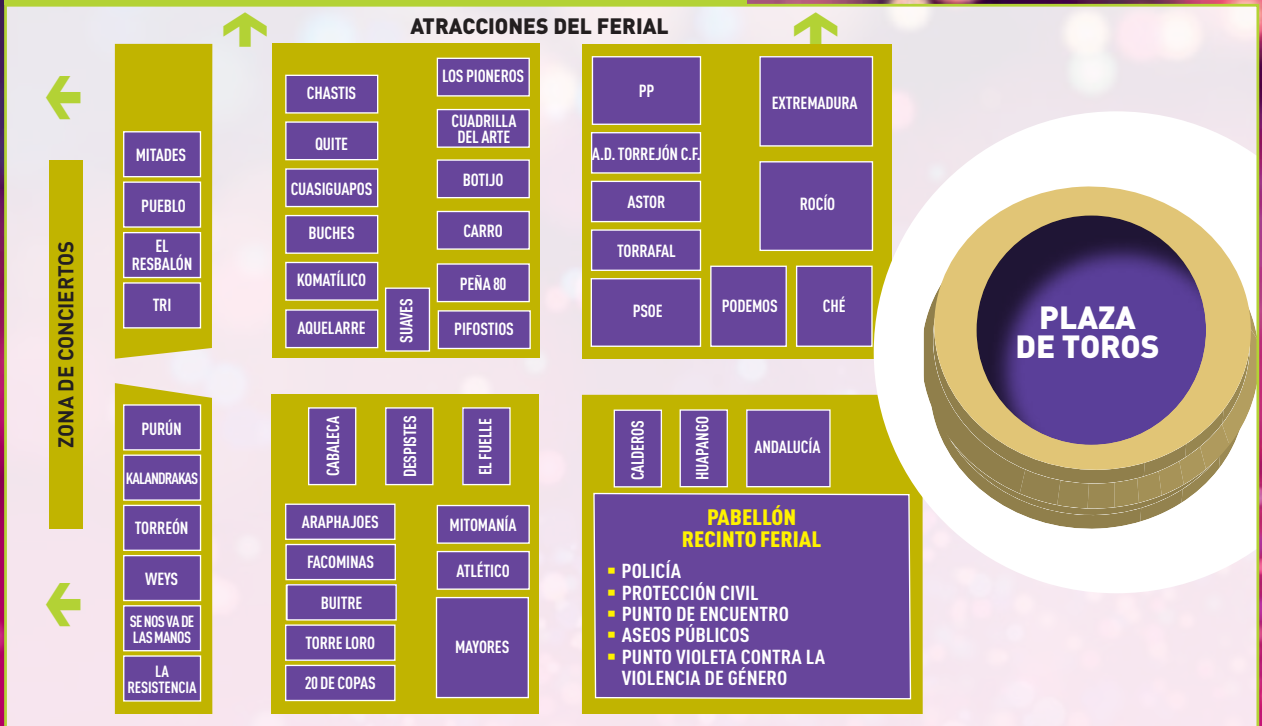 ATRACCIONES DEL FERIAL
ZONA DE CONCIERTOS
MITADES
PUEBLO
EL
RESBALÓN
TRI
CHASTIS
QUITE
CUASIGUAPOS
BUCHES
KOMATÍLICO
AQUELARRE
SUAVES
LOS PIONEROS
CUADRILLA
DEL ARTE
BOTIJO
CARRO
PEÑA 80
PIFOSTIOS
PP
A.D. TORREJÓN C.F.
ASTOR
TORRAFAL
PSOE
PODEMOS
CHÉ
EXTREMADURA
ROCÍO
PLAZA
DE TOROS
PURÚN
KALANDRAKAS
TORREÓN
WEYS
SE NOS VA DE
LAS MANOS
LA
RESISTENCIA
CABALECA
DESPISTES
EL FUELLE
ARAPHAJOES
FACOMINAS
BUITRE
TORRE LORO
20 DE COPAS
MITOMANÍA
ATLÉTICO
MAYORES
CALDEROS
HUAPANGO
ANDALUCÍA
PABELLÓN
RECINTO FERIAL
POLICÍA
PROTECCIÓN CIVIL
PUNTO DE ENCUENTRO
ASEOS PÚBLICOS
PUNTO VIOLETA CONTRA LA
VIOLENCIA DE GÉNERO